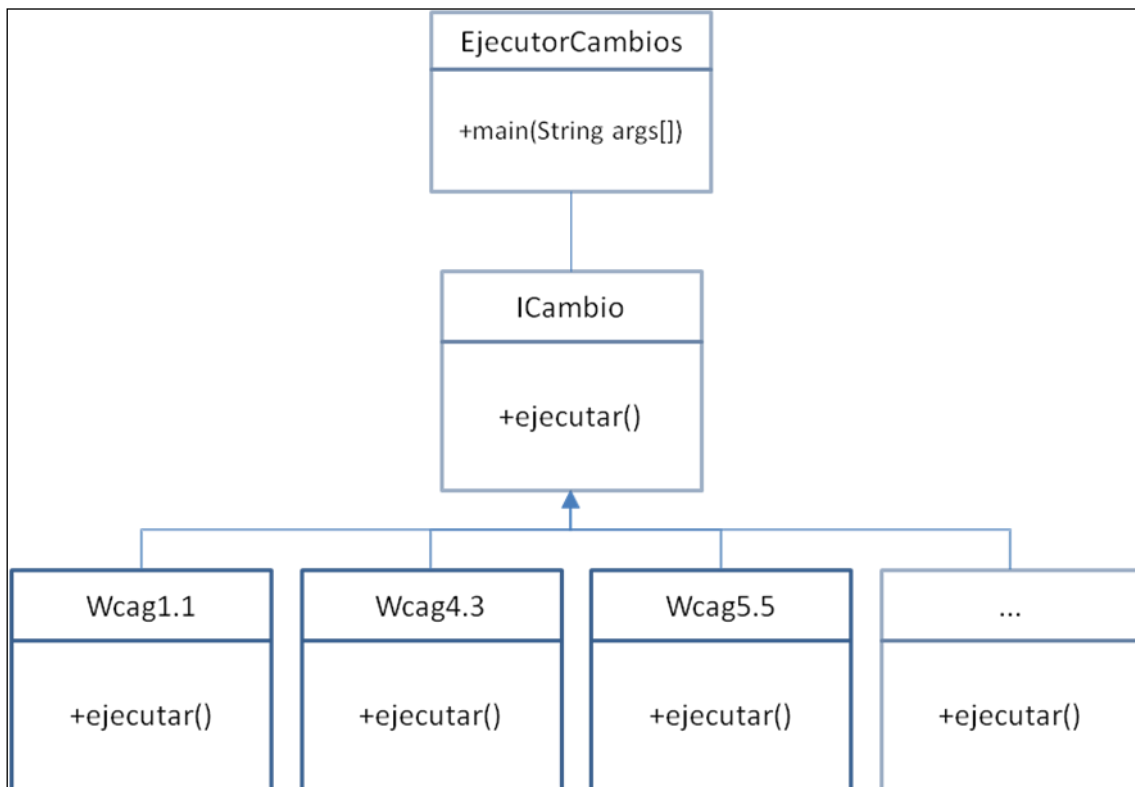 EjecutorCambios
+main(String args[])
ICambio
+ejecutar()
Wcag1.1
+ejecutar()
Wcag4.3
+ejecutar()
Wcag5.5
+ejecutar()
...
+ejecutar()